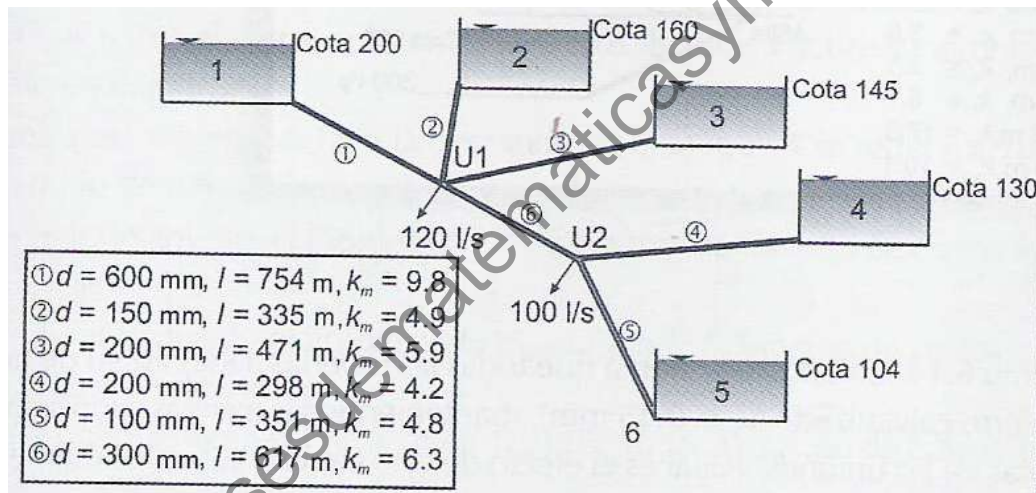 Cota 200
1
Cota 160
2
Cota 145
3
②
③
①
U1
⑥
Cota 130
4
120 l/s
U2
④
100 l/s
⑤
Cota 104
5
6
①d = 600 mm, l = 754 m, kₘ = 9.8
②d = 150 mm, l = 335 m, kₘ = 4.9
③d = 200 mm, l = 471 m, kₘ = 5.9
④d = 200 mm, l = 298 m, kₘ = 4.2
⑤d = 100 mm, l = 351 m, kₘ = 4.8
⑥d = 300 mm, l = 617 m, kₘ = 6.3
sesdematematicasyn